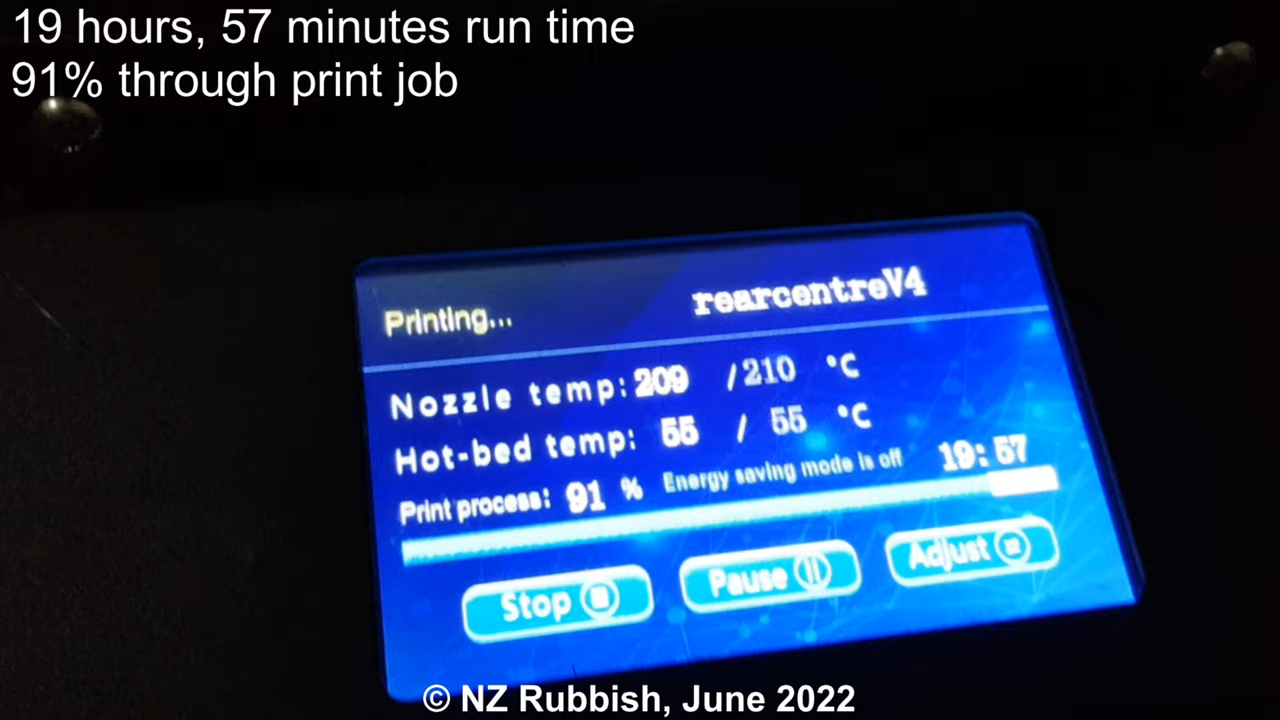 19 hours, 57 minutes run time
91% through print job
Printing... rearcentreV4
Nozzle temp: 209 /210 °C
Hot-bed temp: 55 / 55 °C
Print process: 91 % Energy saving mode is off 19:57
Stop Pause Adjust
© NZ Rubbish, June 2022